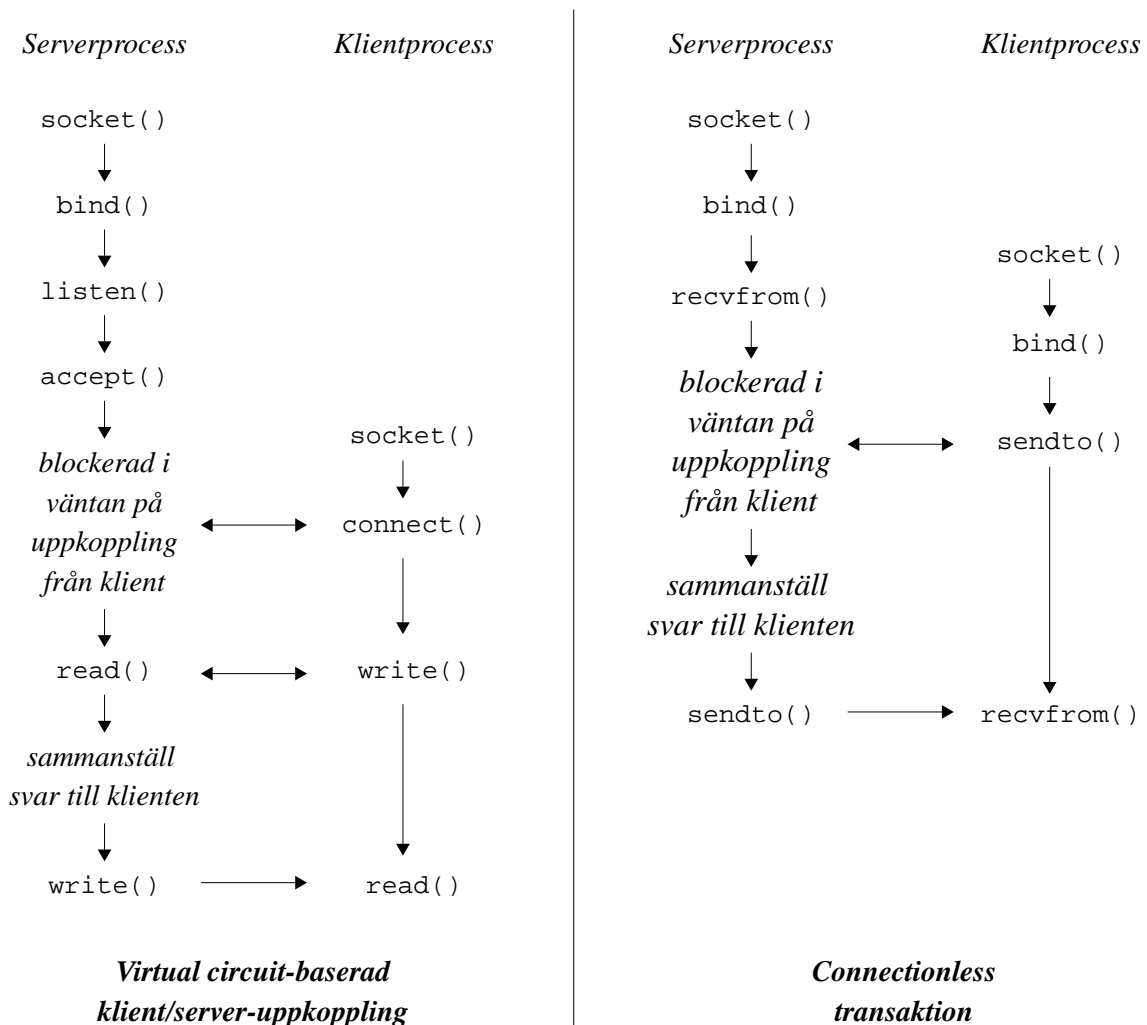 Serverprocess
Klientprocess
socket()
bind()
listen()
accept()
blockerad i
väntan på
uppkoppling
från klient
read()
sammanställ
svar till klienten
write()
socket()
connect()
write()
read()
Virtual circuit-baserad
klient/server-uppkoppling
Serverprocess
Klientprocess
socket()
bind()
recvfrom()
blockerad i
väntan på
uppkoppling
från klient
sammanställ
svar till klienten
sendto()
socket()
bind()
sendto()
recvfrom()
Connectionless
transaktion